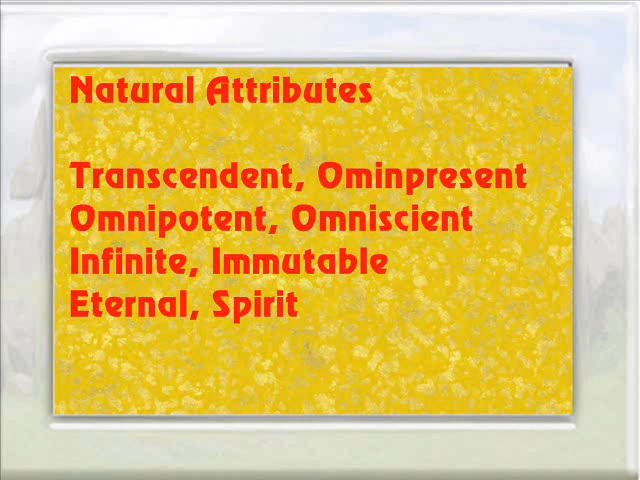 Natural Attributes
Transcendent, Ominpresent
Omnipotent, Omniscient
Infinite, Immutable
Eternal, Spirit